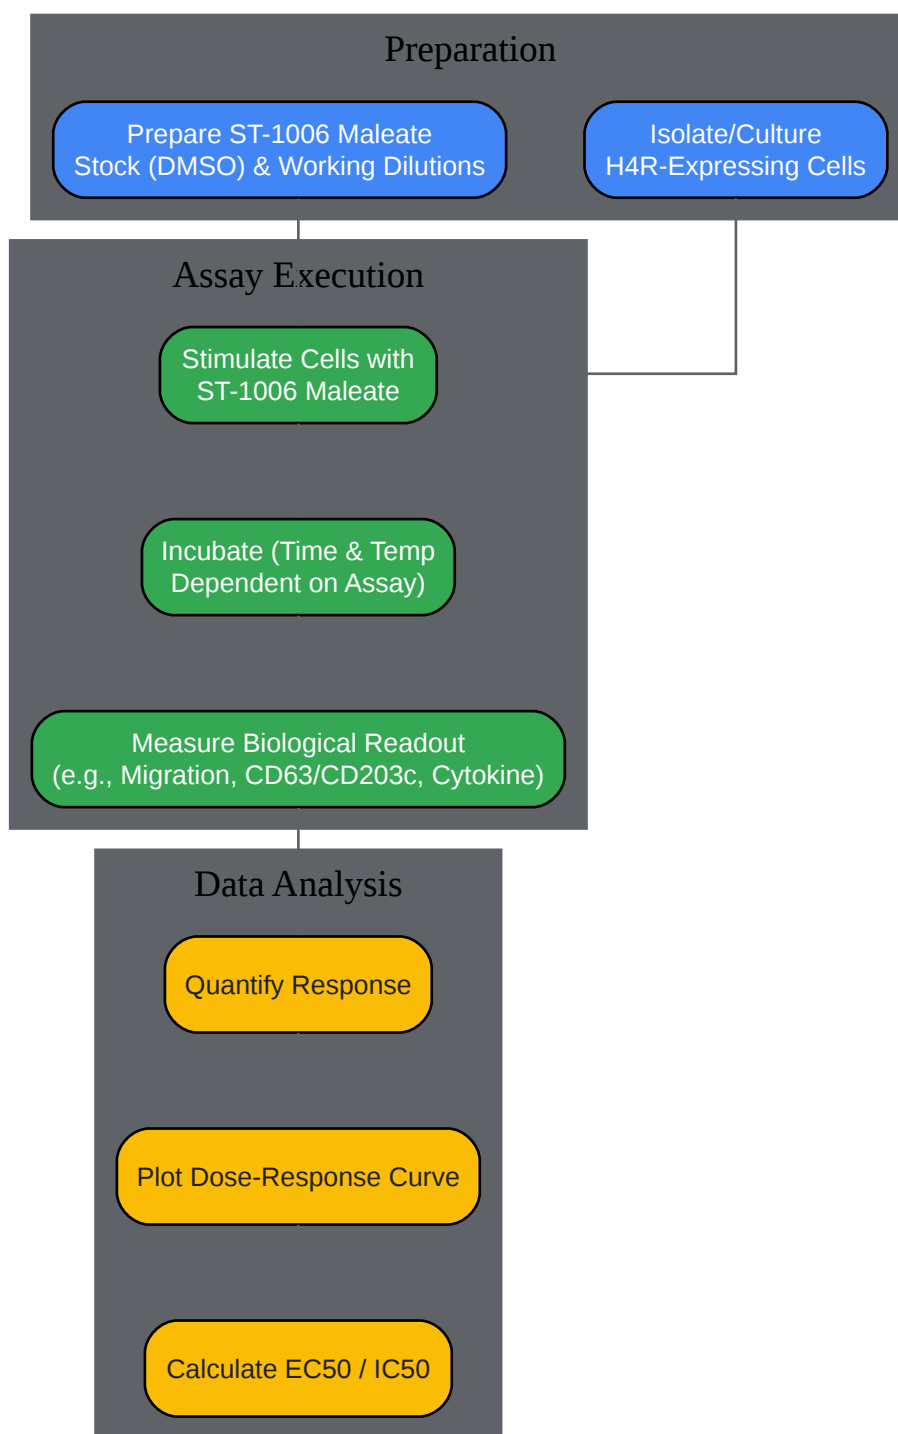 Preparation
Prepare ST-1006 Maleate
Stock (DMSO) & Working Dilutions
Isolate/Culture
H4R-Expressing Cells
Assay Execution
Stimulate Cells with
ST-1006 Maleate
Incubate (Time & Temp
Dependent on Assay)
Measure Biological Readout
(e.g., Migration, CD63/CD203c, Cytokine)
Data Analysis
Quantify Response
Plot Dose-Response Curve
Calculate EC50 / IC50